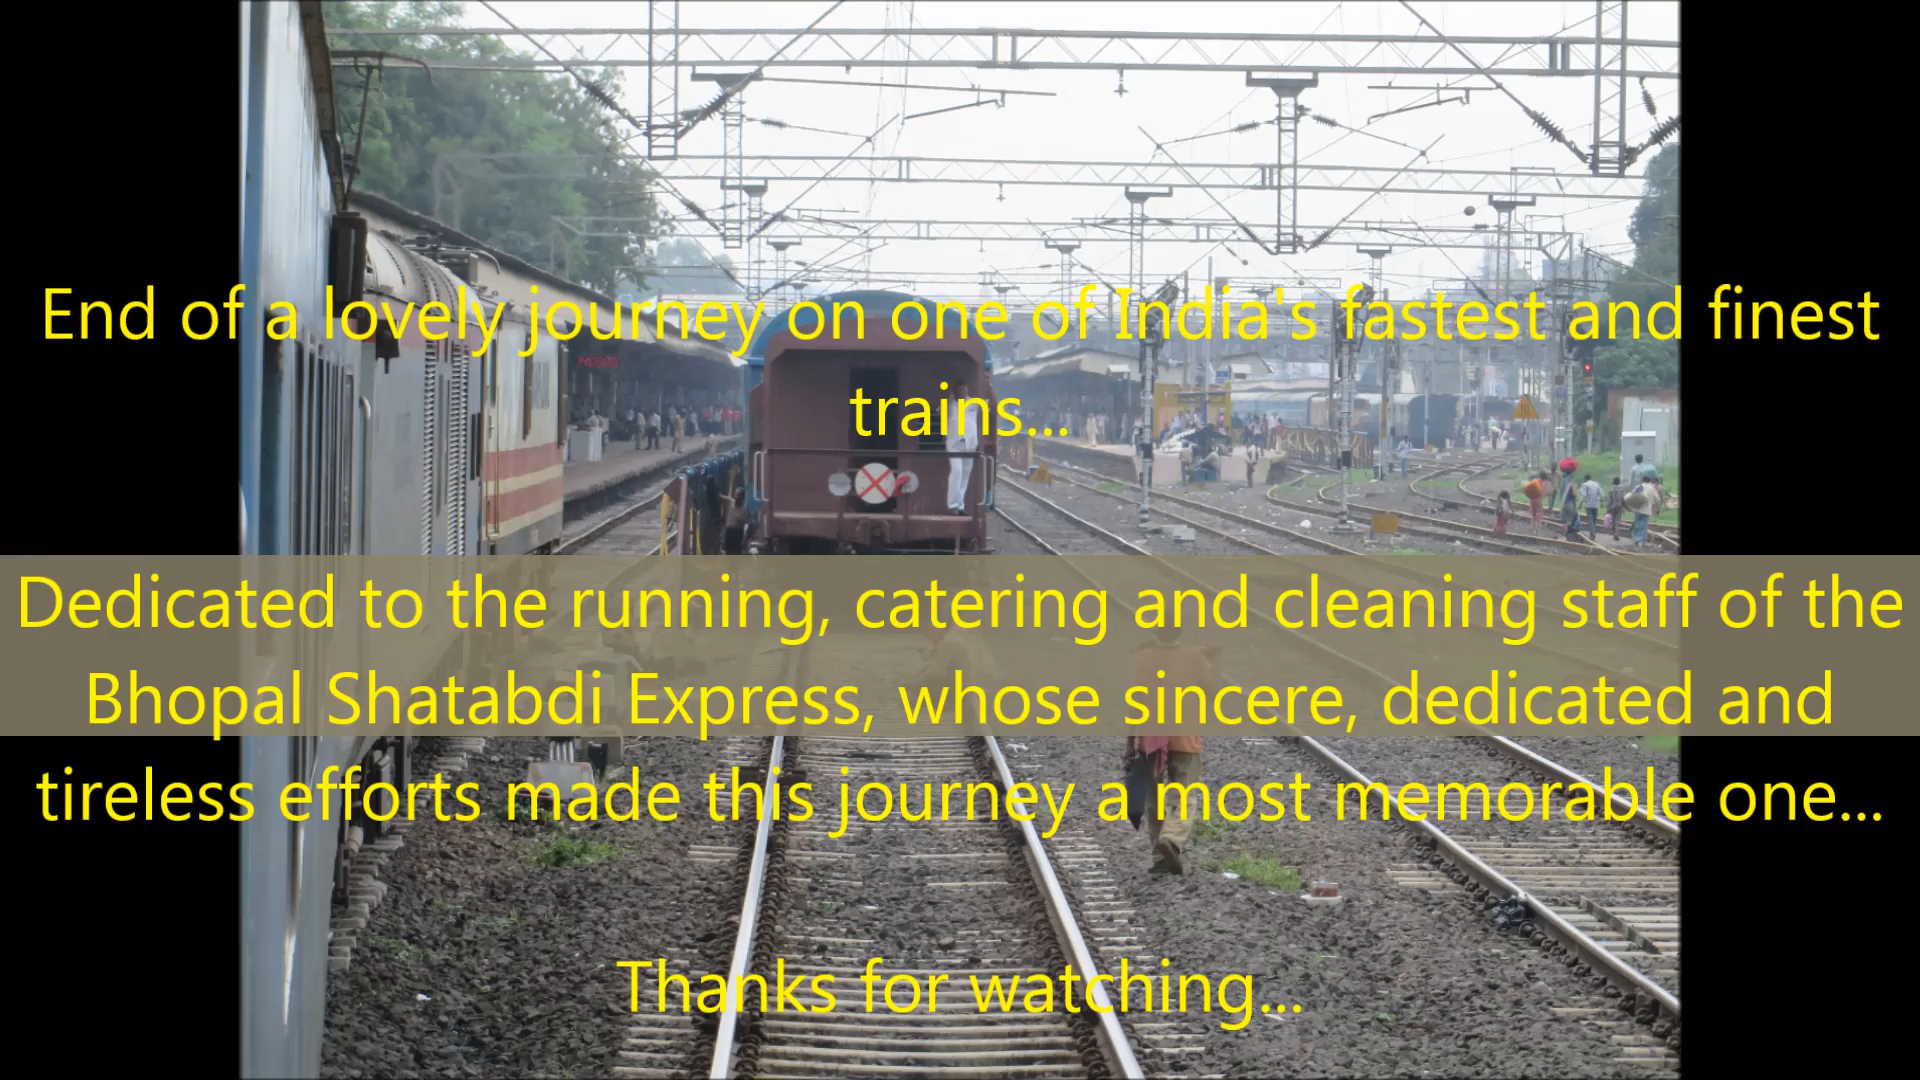 End of a lovely journey on one of India's fastest and finest
trains...
Dedicated to the running, catering and cleaning staff of the
Bhopal Shatabdi Express, whose sincere, dedicated and
tireless efforts made this journey a most memorable one...
Thanks for watching...